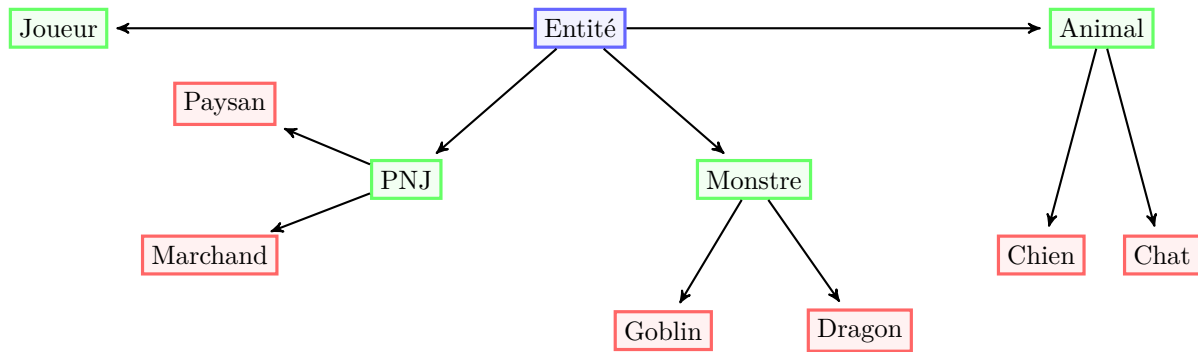 Joueur
Entité
Animal
Paysan
PNJ
Monstre
Marchand
Chien
Chat
Goblin
Dragon